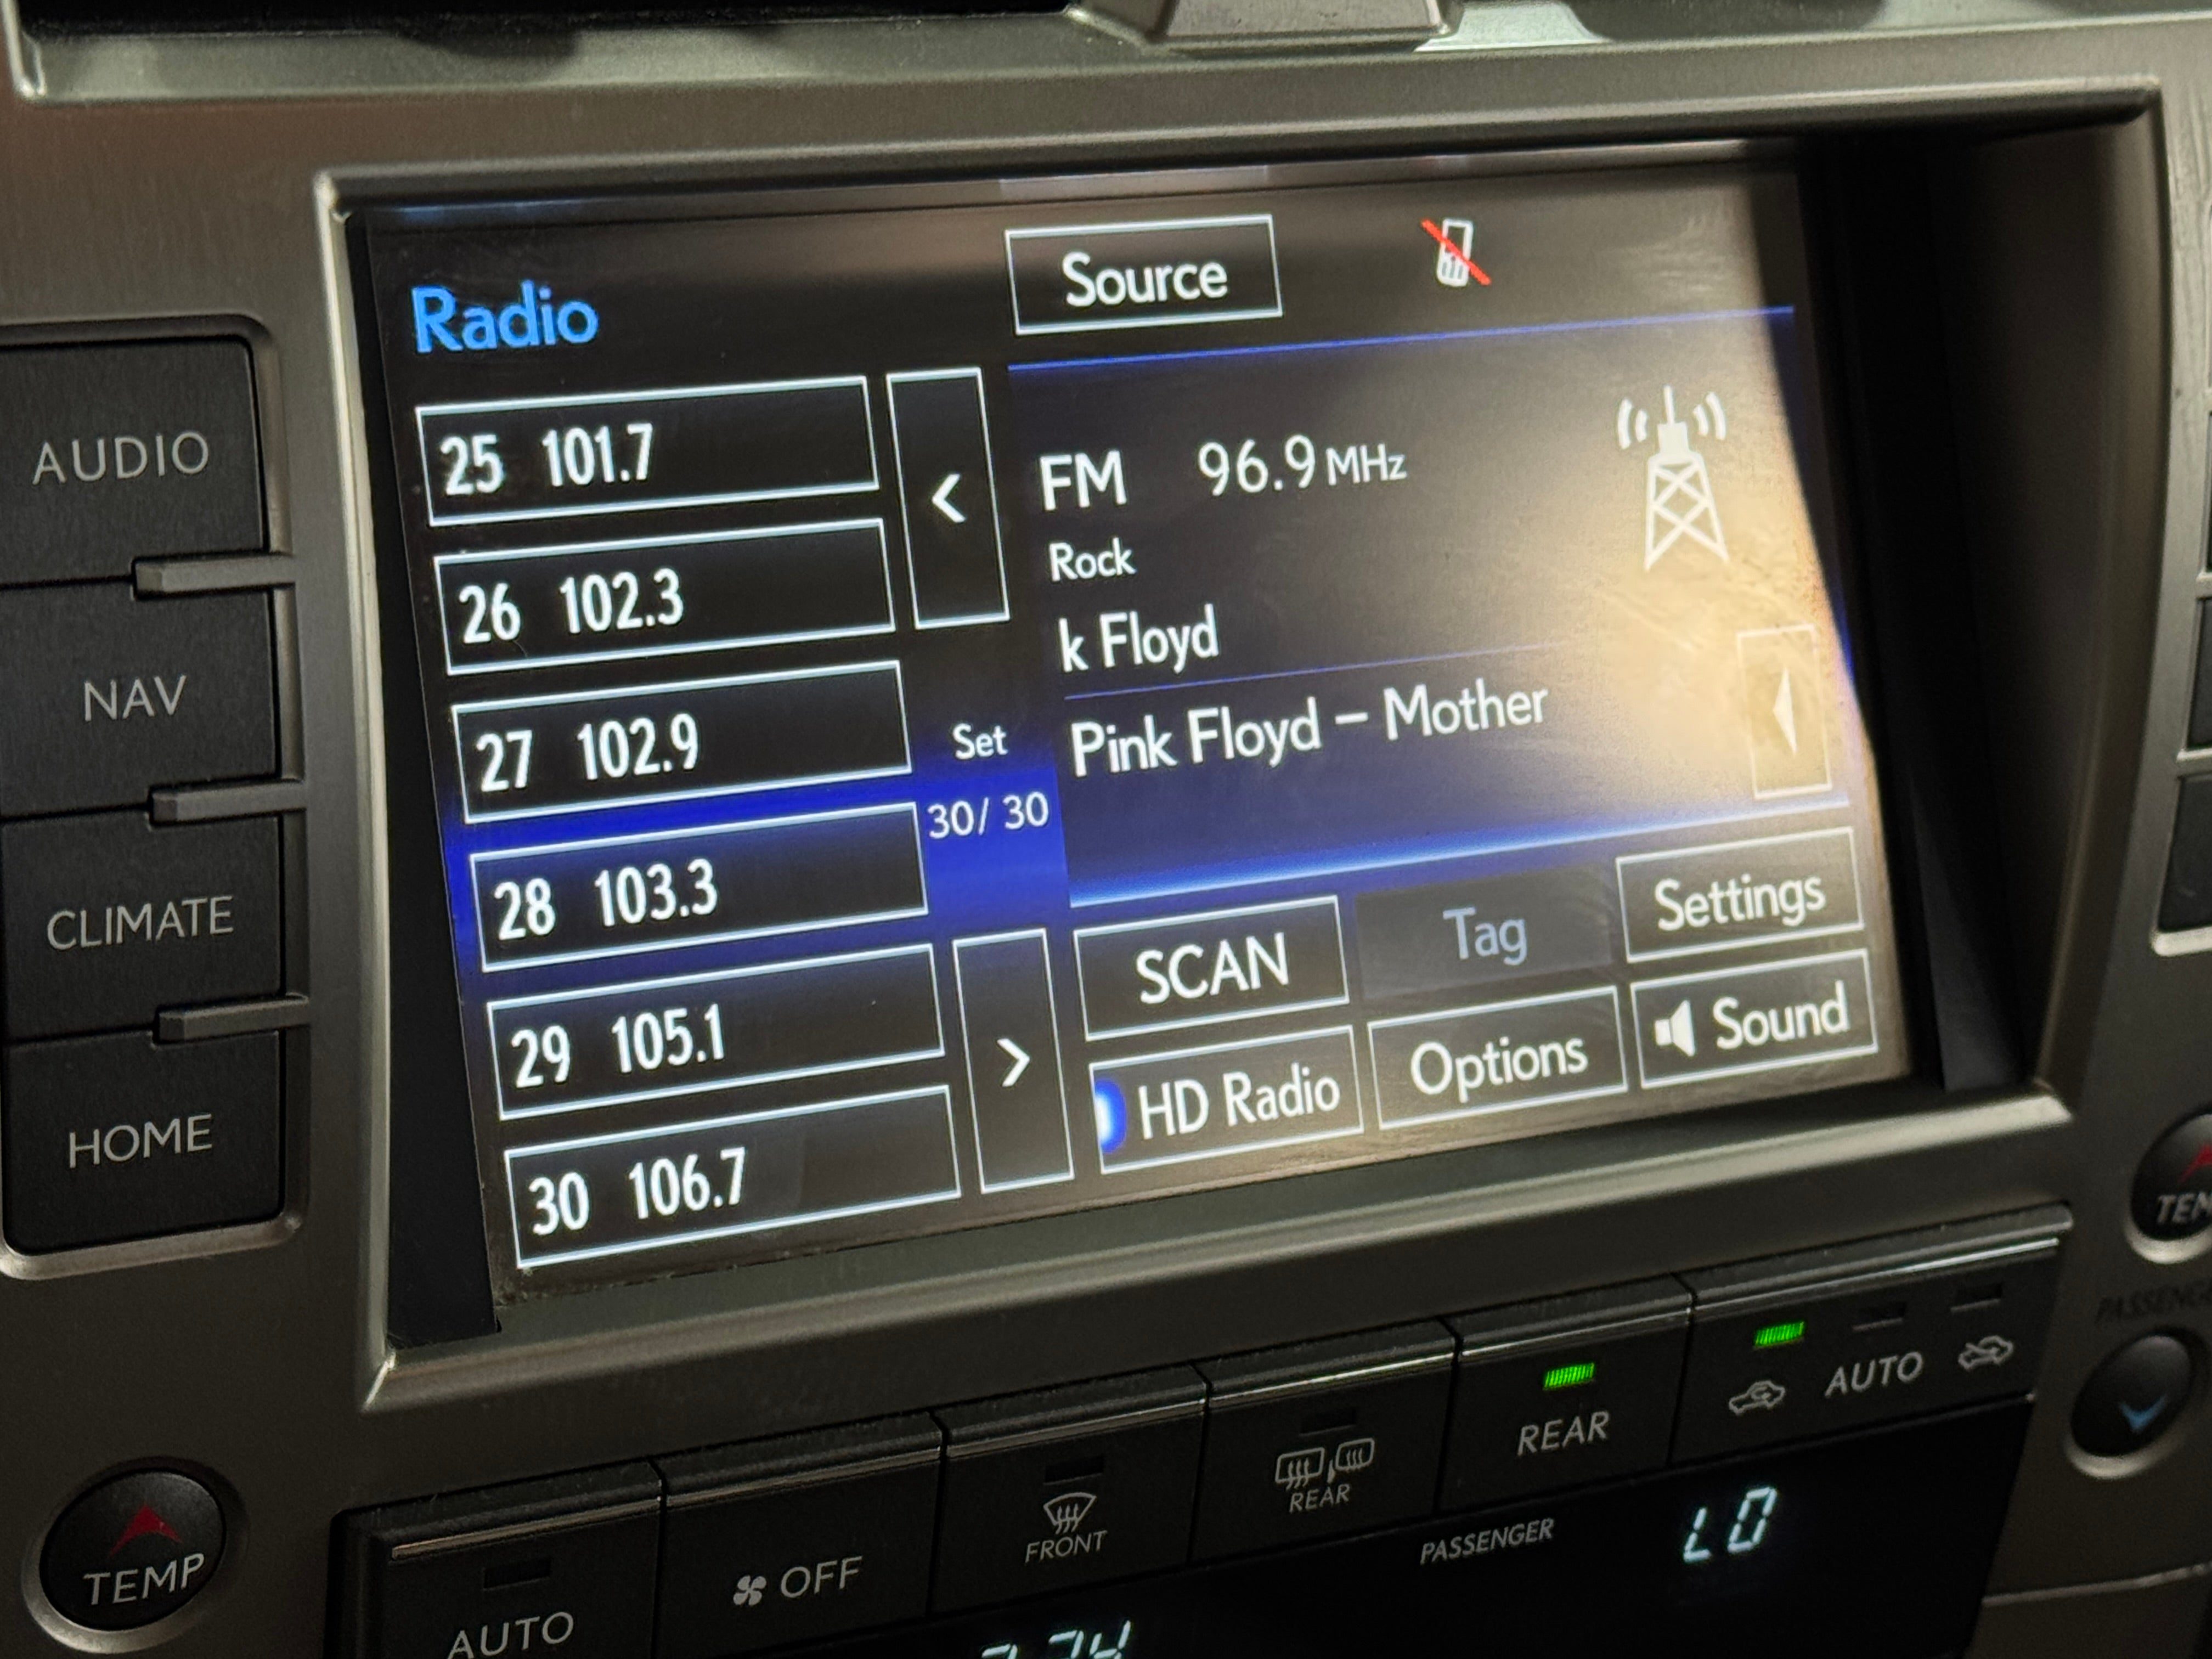 Radio
Source
25 101.7
26 102.3
27 102.9
28 103.3
29 105.1
30 106.7
<
Set
30/ 30
>
FM 96.9 MHz
Rock
k Floyd
Pink Floyd – Mother
SCAN
Tag
Settings
HD Radio
Options
Sound
AUDIO
NAV
CLIMATE
HOME
TEMP
AUTO
OFF
FRONT
REAR
REAR
AUTO
PASSENGER
LO